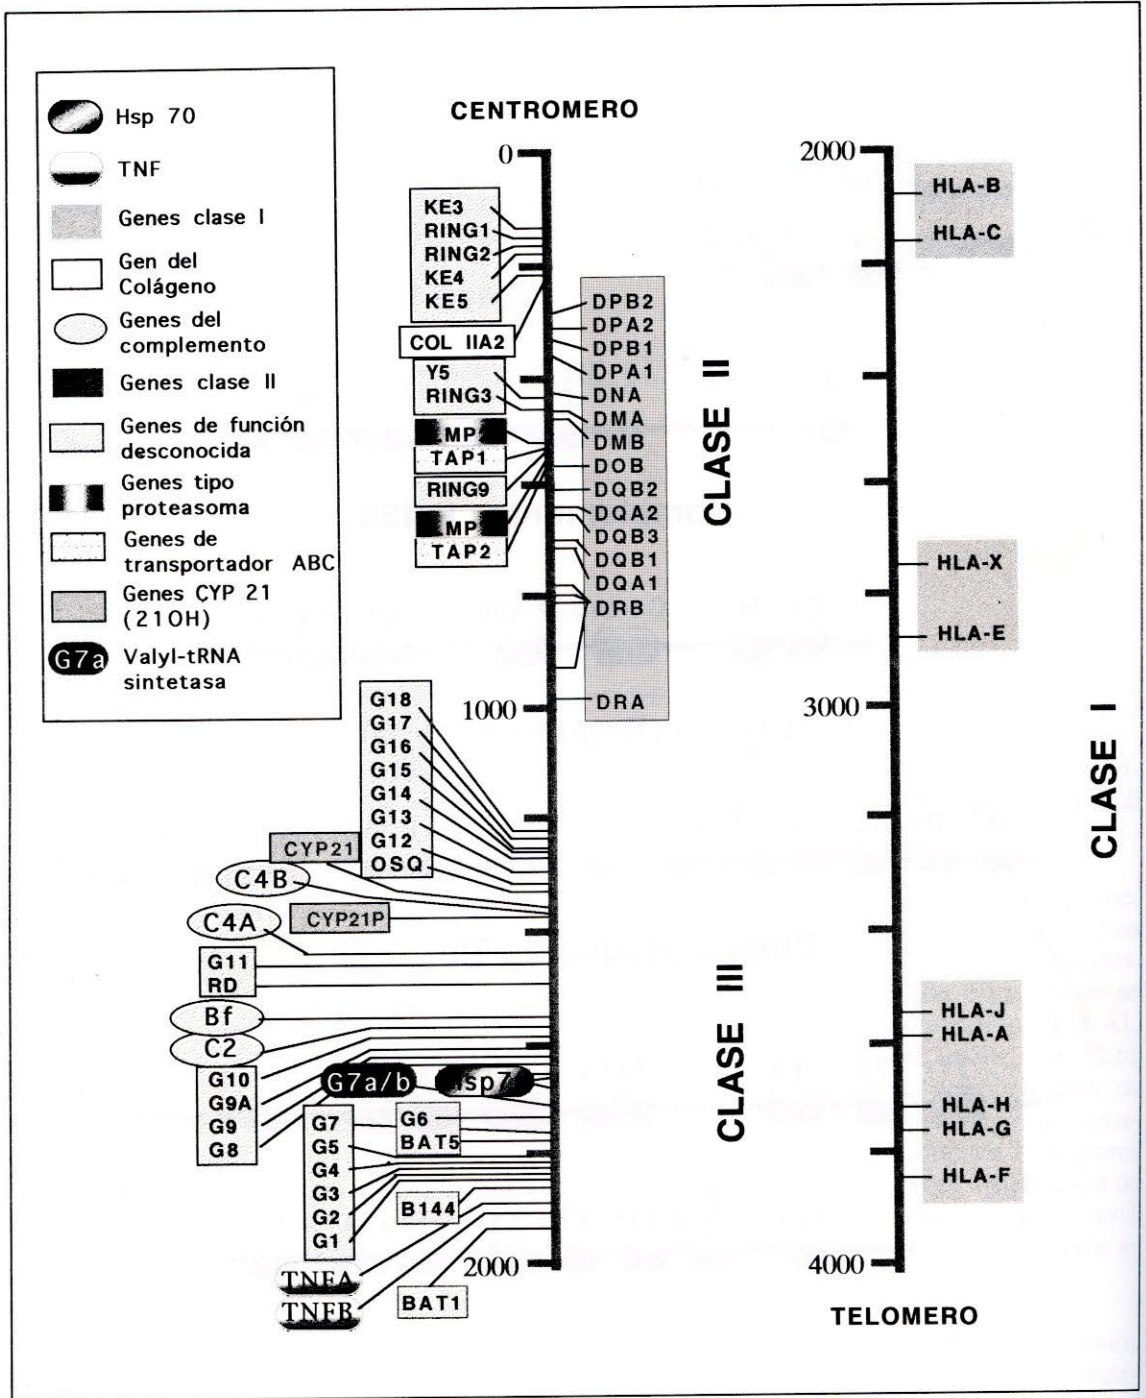 Hsp 70
TNF
Genes clase I
Gen del
Colágeno
Genes del
complemento
Genes clase II
Genes de función
desconocida
Genes tipo
proteasoma
Genes de
transportador ABC
Genes CYP 21
(21OH)
G7a
Valyl-tRNA
sintetasa
CENTROMERO
0
KE3
RING1
RING2
KE4
KE5
COL IIA2
Y5
RING3
MP
TAP1
RING9
MP
TAP2
DPB2
DPA2
DPB1
DPA1
DNA
DMA
DMB
DOB
DQB2
DQA2
DQB3
DQB1
DQA1
DRB
DRA
CLASE II
1000
G18
G17
G16
G15
G14
G13
G12
OSQ
CYP21
C4B
C4A
CYP21P
G11
RD
Bf
C2
G10
G9A
G9
G8
G7a/b
Hsp7
G7
G5
G4
G3
G2
G1
G6
BAT5
B144
TNFA
TNFB
BAT1
2000
CLASE III
2000
HLA-B
HLA-C
HLA-X
HLA-E
3000
HLA-J
HLA-A
HLA-H
HLA-G
HLA-F
4000
CLASE I
TELOMERO